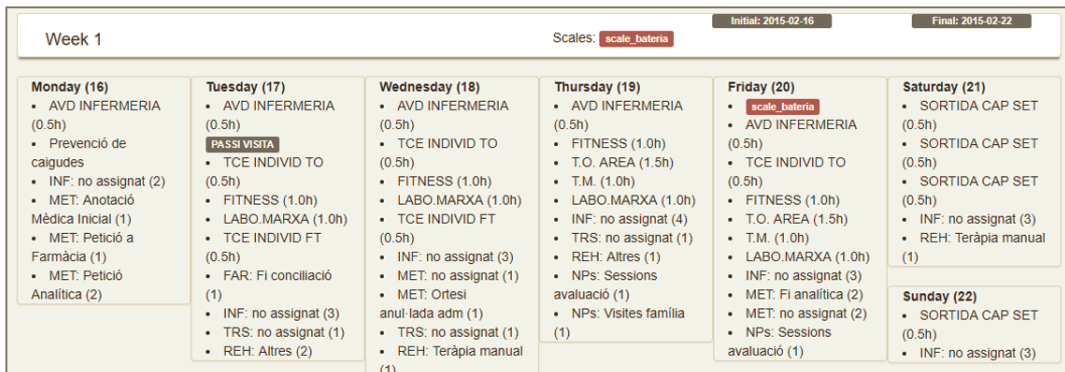 Week 1
Scales: scale_bateria
Initial: 2015-02-16
Final: 2015-02-22
Monday (16)
• AVD INFERMERIA
(0.5h)
• Prevenció de
caigudes
• INF: no assignat (2)
• MET: Anotació
Mèdica Inicial (1)
• MET: Petició a
Farmàcia (1)
• MET: Petició
Analítica (2)
Tuesday (17)
• AVD INFERMERIA
(0.5h)
PASSI VISITA
• TCE INDIVID TO
(0.5h)
• FITNESS (1.0h)
• LABO.MARXA (1.0h)
• TCE INDIVID FT
(0.5h)
• FAR: Fi conciliació
(1)
• INF: no assignat (3)
• TRS: no assignat (1)
• REH: Altres (2)
Wednesday (18)
• AVD INFERMERIA
(0.5h)
• TCE INDIVID TO
(0.5h)
• FITNESS (1.0h)
• LABO.MARXA (1.0h)
• TCE INDIVID FT
(0.5h)
• INF: no assignat (3)
• MET: no assignat (1)
• MET: Ortesi
anul·lada adm (1)
• TRS: no assignat (1)
• REH: Teràpia manual
(1)
Thursday (19)
• AVD INFERMERIA
(0.5h)
• FITNESS (1.0h)
• T.O. AREA (1.5h)
• T.M. (1.0h)
• LABO.MARXA (1.0h)
• INF: no assignat (4)
• TRS: no assignat (1)
• REH: Altres (1)
• NPs: Sessions
avaluació (1)
• NPs: Visites família
(1)
Friday (20)
• scale_bateria
• AVD INFERMERIA
(0.5h)
• TCE INDIVID TO
(0.5h)
• FITNESS (1.0h)
• T.O. AREA (1.5h)
• T.M. (1.0h)
• LABO.MARXA (1.0h)
• INF: no assignat (3)
• MET: Fi analítica (2)
• MET: no assignat (2)
• NPs: Sessions
avaluació (1)
Saturday (21)
• SORTIDA CAP SET
(0.5h)
• SORTIDA CAP SET
(0.5h)
• SORTIDA CAP SET
(0.5h)
• INF: no assignat (3)
• REH: Teràpia manual
(1)
Sunday (22)
• SORTIDA CAP SET
(0.5h)
• INF: no assignat (3)